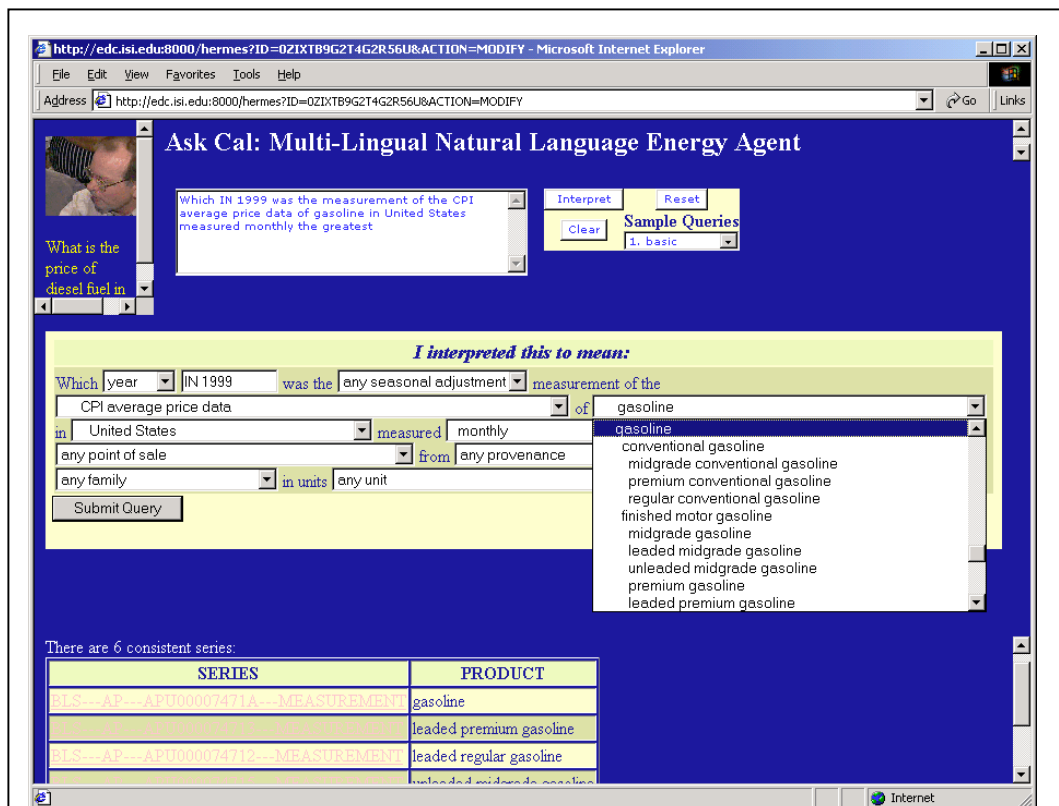 http://edc.isi.edu:8000/hermes?ID=0ZIXTB9G2T4G2R56U&ACTION=MODIFY - Microsoft Internet Explorer
File Edit View Favorites Tools Help
Address http://edc.isi.edu:8000/hermes?ID=0ZIXTB9G2T4G2R56U&ACTION=MODIFY Go Links
Ask Cal: Multi-Lingual Natural Language Energy Agent
Which IN 1999 was the measurement of the CPI
average price data of gasoline in United States
measured monthly the greatest
Interpret Reset
Clear Sample Queries
1. basic
What is the
price of
diesel fuel in
I interpreted this to mean:
Which year IN 1999 was the any seasonal adjustment measurement of the
CPI average price data of gasoline
in United States measured monthly
any point of sale from any provenance
any family in units any unit
Submit Query
gasoline
conventional gasoline
midgrade conventional gasoline
premium conventional gasoline
regular conventional gasoline
finished motor gasoline
midgrade gasoline
leaded midgrade gasoline
unleaded midgrade gasoline
premium gasoline
leaded premium gasoline
There are 6 consistent series:
SERIES PRODUCT
BLS---AP---APU00007471A---MEASUREMENT gasoline
leaded premium gasoline
BLS---AP---APU000074712---MEASUREMENT leaded regular gasoline
unleaded midgrade gasoline
Internet